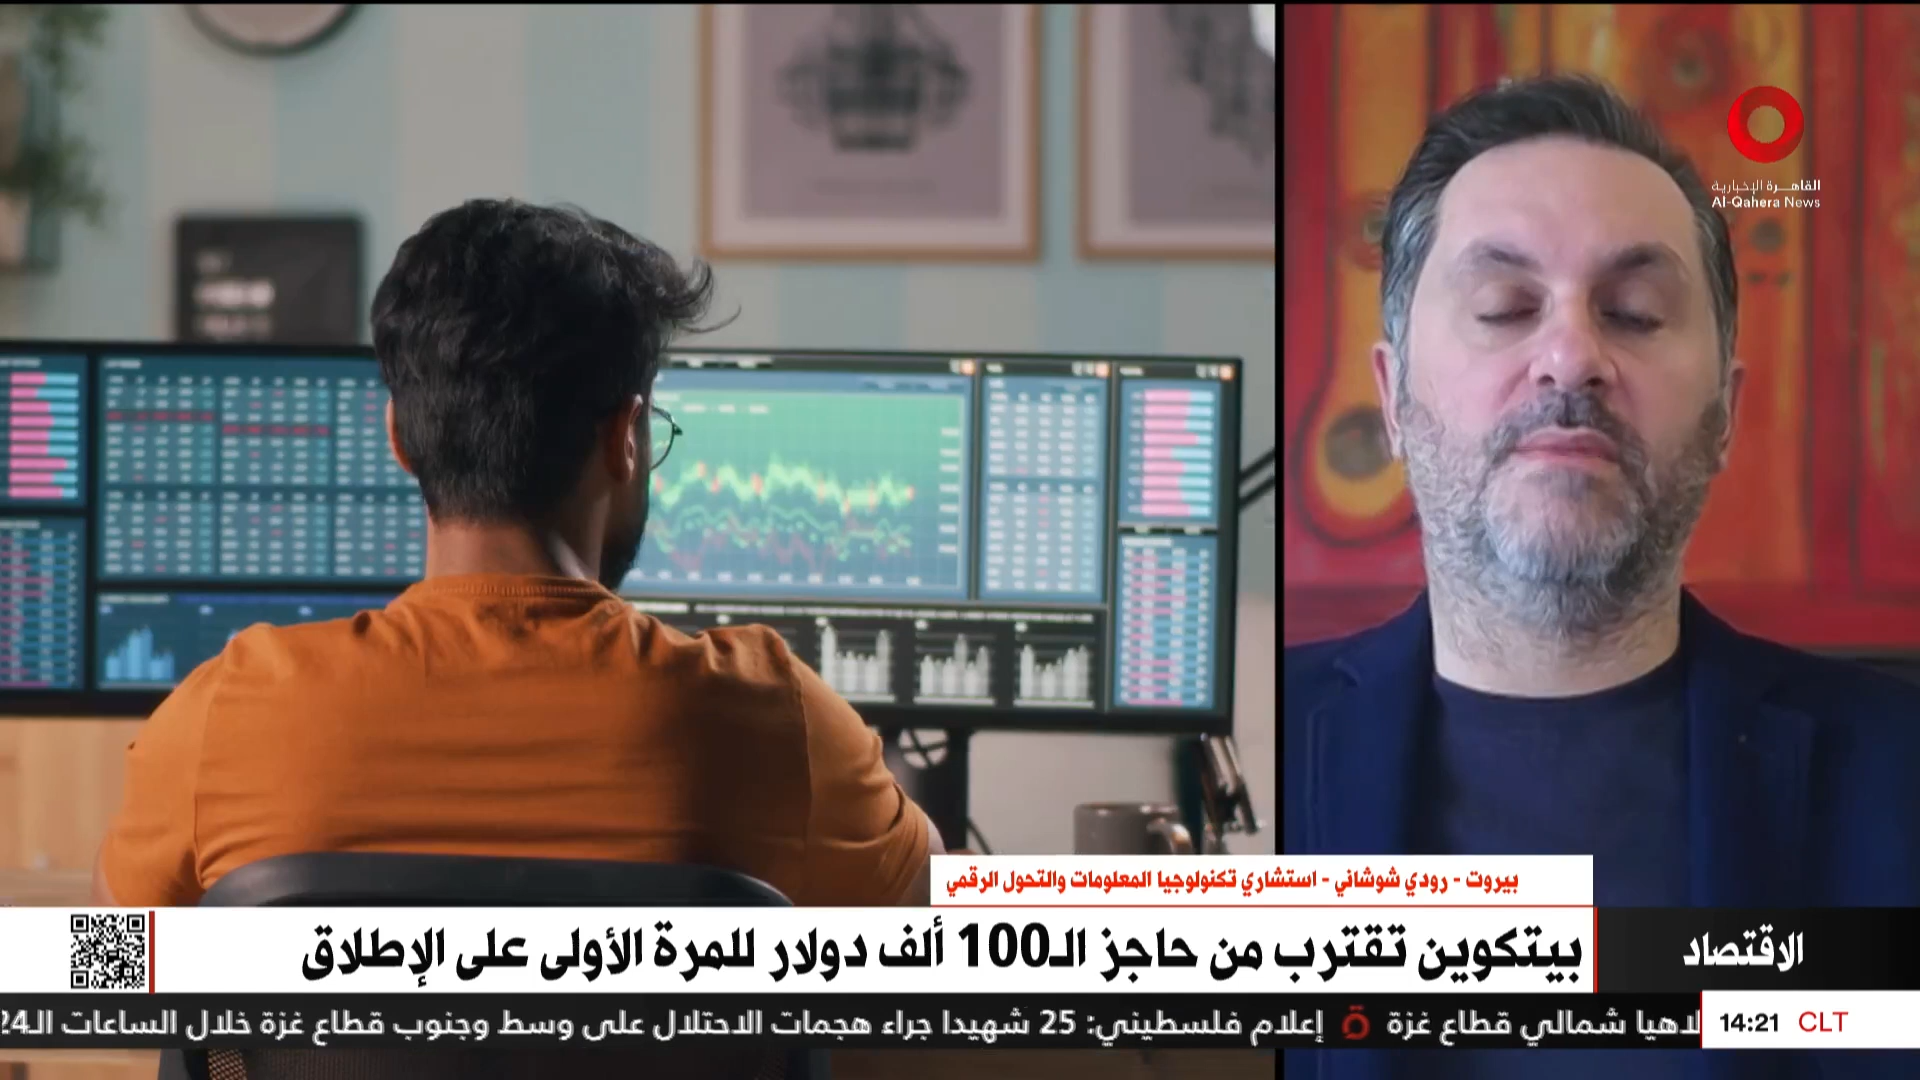 القاهرة الإخبارية
Al-Qahera News
بيروت - رودي شوشاني - استشاري تكنولوجيا المعلومات والتحول الرقمي
الاقتصاد
بيتكوين تقترب من حاجز الـ100 ألف دولار للمرة الأولى على الإطلاق
14:21 CLT
لاهيا شمالي قطاع غزة
إعلام فلسطيني: 25 شهيدا جراء هجمات الاحتلال على وسط وجنوب قطاع غزة خلال الساعات الـ24